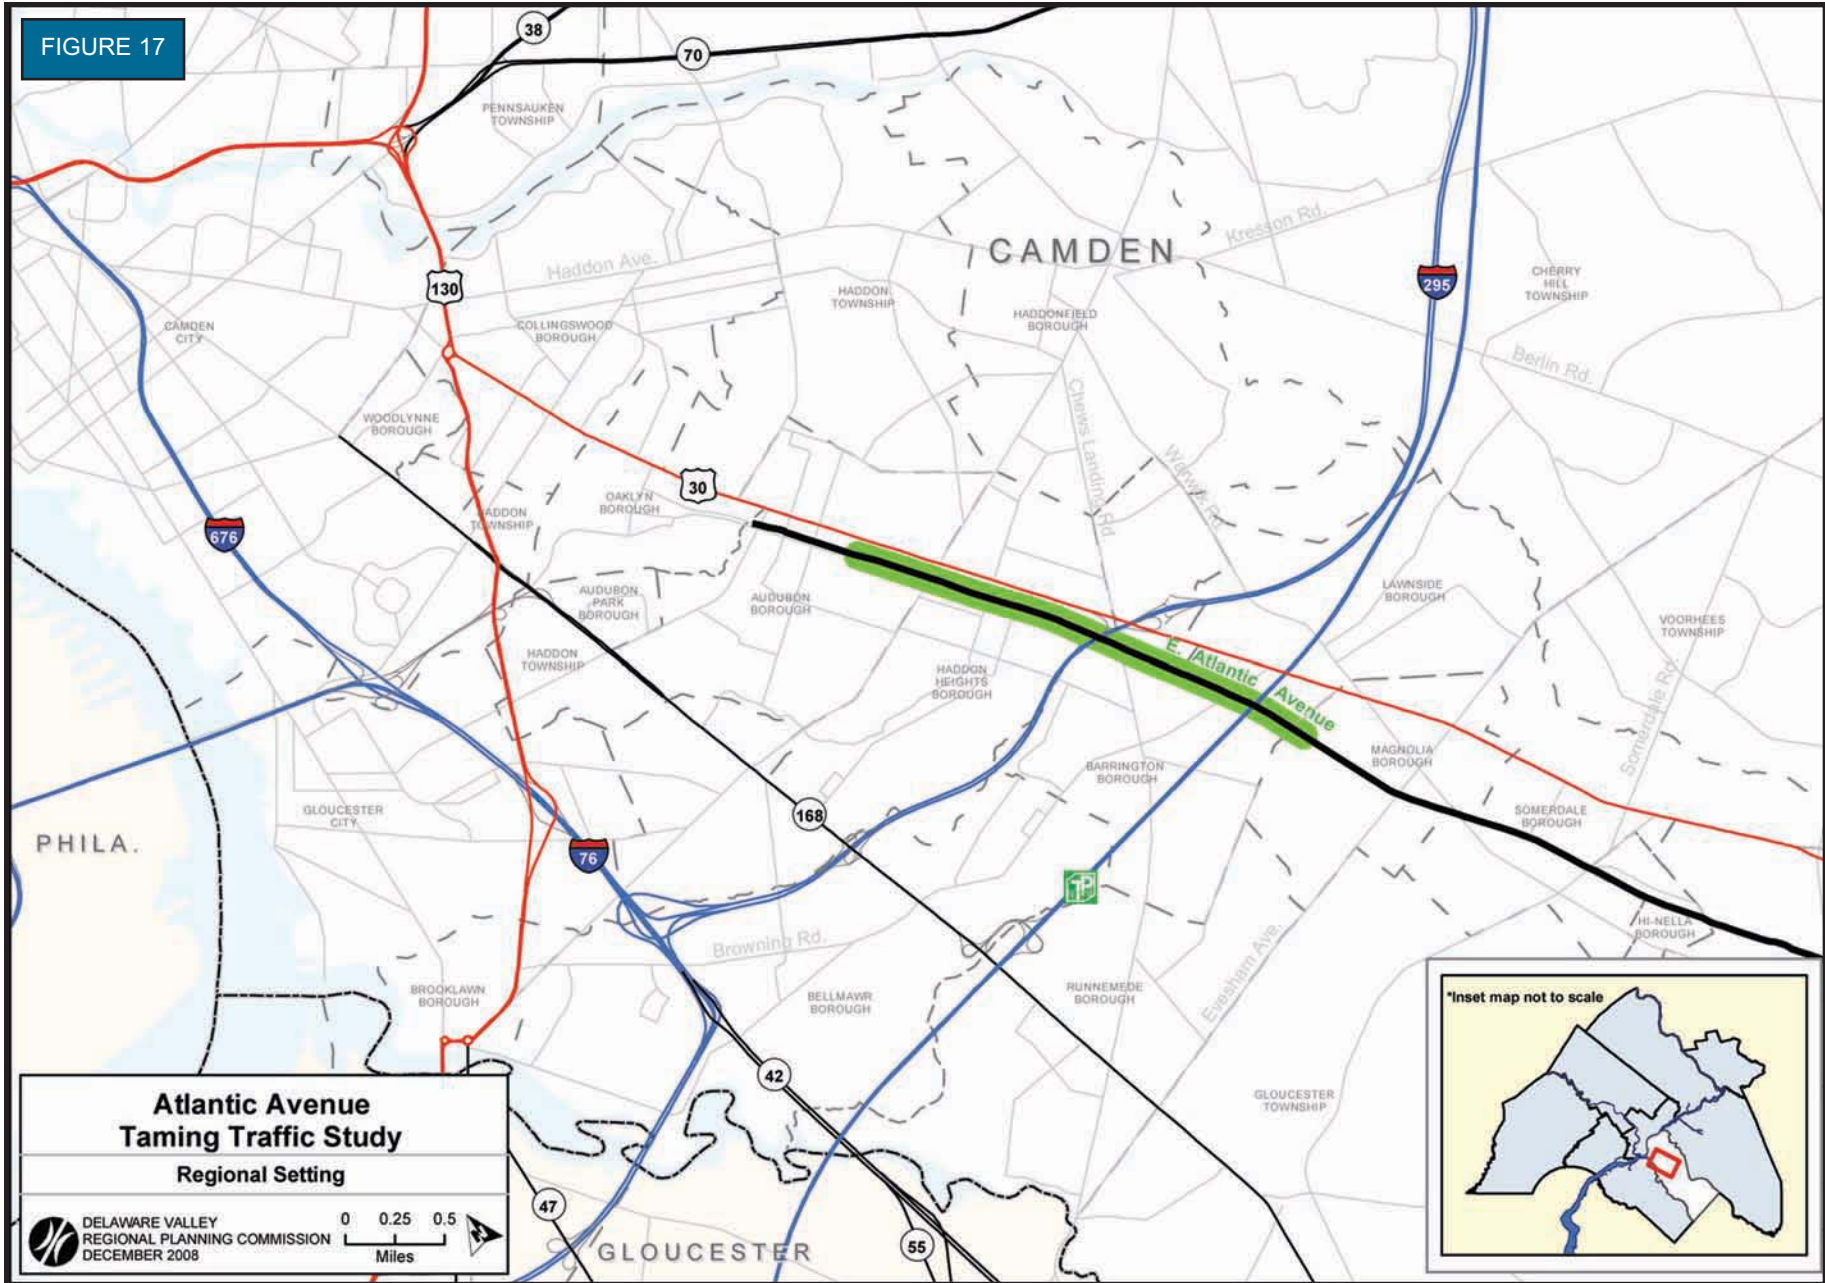 FIGURE 17
38
70
PENNSAUKEN
TOWNSHIP
CAMDEN
Kresson Rd.
Haddon Ave.
130
295
CHERRY
HILL
TOWNSHIP
HADDON
TOWNSHIP
HADDONFIELD
BOROUGH
CAMDEN
CITY
COLLINGSWOOD
BOROUGH
Berlin Rd.
Chews Landing Rd
WOODLYNNE
BOROUGH
Warwick Rd.
30
OAKLYN
BOROUGH
HADDON
TOWNSHIP
676
AUDUBON
PARK
BOROUGH
AUDUBON
BOROUGH
LAWNSIDE
BOROUGH
VOORHEES
TOWNSHIP
HADDON
TOWNSHIP
HADDON
HEIGHTS
BOROUGH
E. Atlantic Avenue
Somerdale Rd.
MAGNOLIA
BOROUGH
BARRINGTON
BOROUGH
GLOUCESTER
CITY
168
SOMERDALE
BOROUGH
PHILA.
76
TP
HI-NELLA
BOROUGH
Browning Rd.
Evesham Ave.
BROOKLAWN
BOROUGH
BELLMAWR
BOROUGH
RUNNEMEDE
BOROUGH
*Inset map not to scale
42
GLOUCESTER
TOWNSHIP
Atlantic Avenue
Taming Traffic Study
Regional Setting
47
55
GLOUCESTER
DELAWARE VALLEY
REGIONAL PLANNING COMMISSION
DECEMBER 2008
0 0.25 0.5
Miles
N